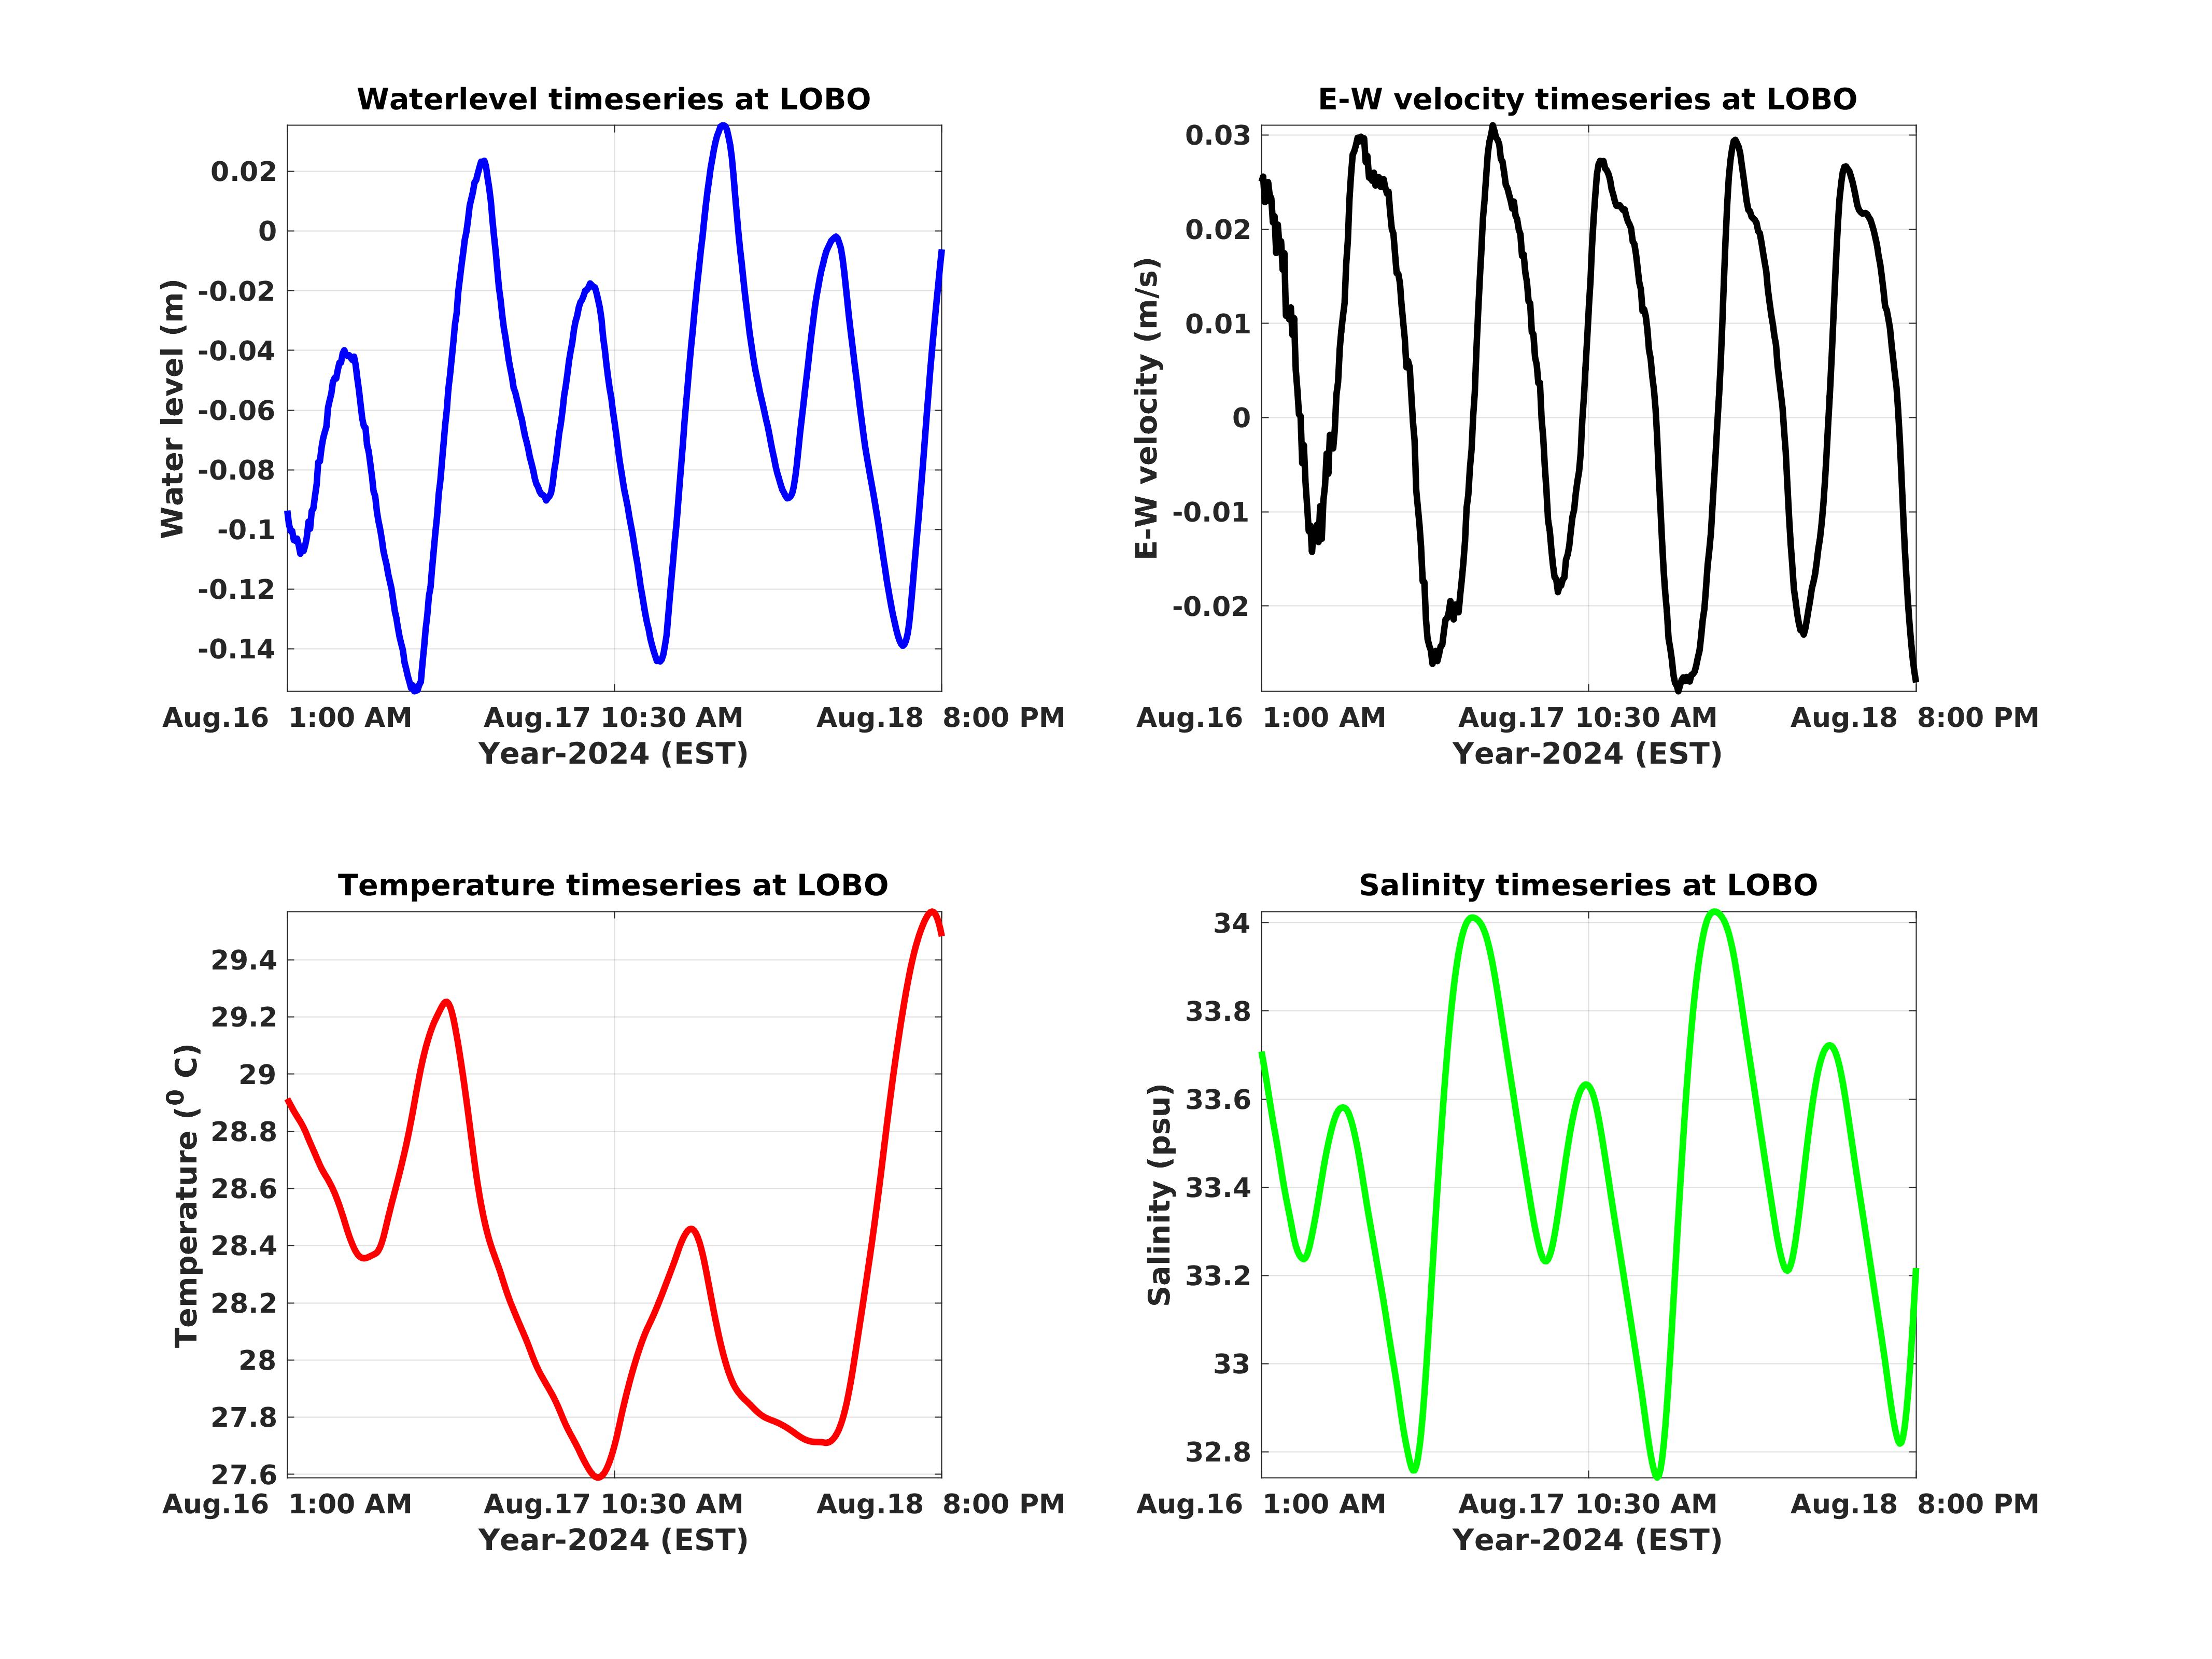 Waterlevel timeseries at LOBO
Water level (m)
0.02
0
-0.02
-0.04
-0.06
-0.08
-0.1
-0.12
-0.14
Aug.16 1:00 AM
Aug.17 10:30 AM
Aug.18 8:00 PM
Year-2024 (EST)
E-W velocity timeseries at LOBO
E-W velocity (m/s)
0.03
0.02
0.01
0
-0.01
-0.02
Aug.16 1:00 AM
Aug.17 10:30 AM
Aug.18 8:00 PM
Year-2024 (EST)
Temperature timeseries at LOBO
Temperature (⁰ C)
29.4
29.2
29
28.8
28.6
28.4
28.2
28
27.8
27.6
Aug.16 1:00 AM
Aug.17 10:30 AM
Aug.18 8:00 PM
Year-2024 (EST)
Salinity timeseries at LOBO
Salinity (psu)
34
33.8
33.6
33.4
33.2
33
32.8
Aug.16 1:00 AM
Aug.17 10:30 AM
Aug.18 8:00 PM
Year-2024 (EST)